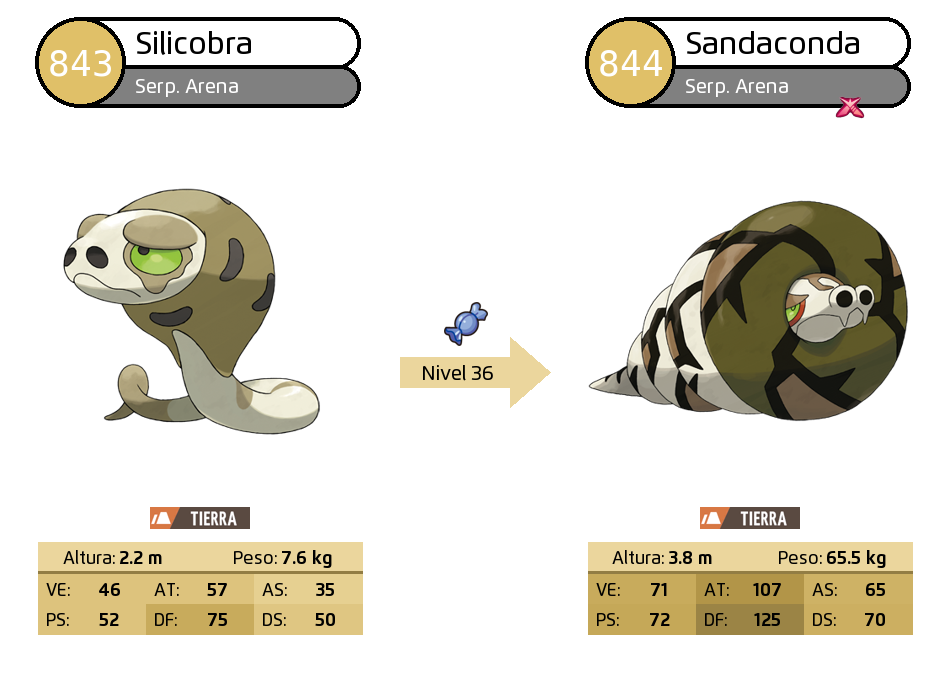 843
Silicobra
Serp. Arena
844
Sandaconda
Serp. Arena
Nivel 36
TIERRA
Altura: 2.2 m Peso: 7.6 kg
VE: 46 AT: 57 AS: 35
PS: 52 DF: 75 DS: 50
TIERRA
Altura: 3.8 m Peso: 65.5 kg
VE: 71 AT: 107 AS: 65
PS: 72 DF: 125 DS: 70